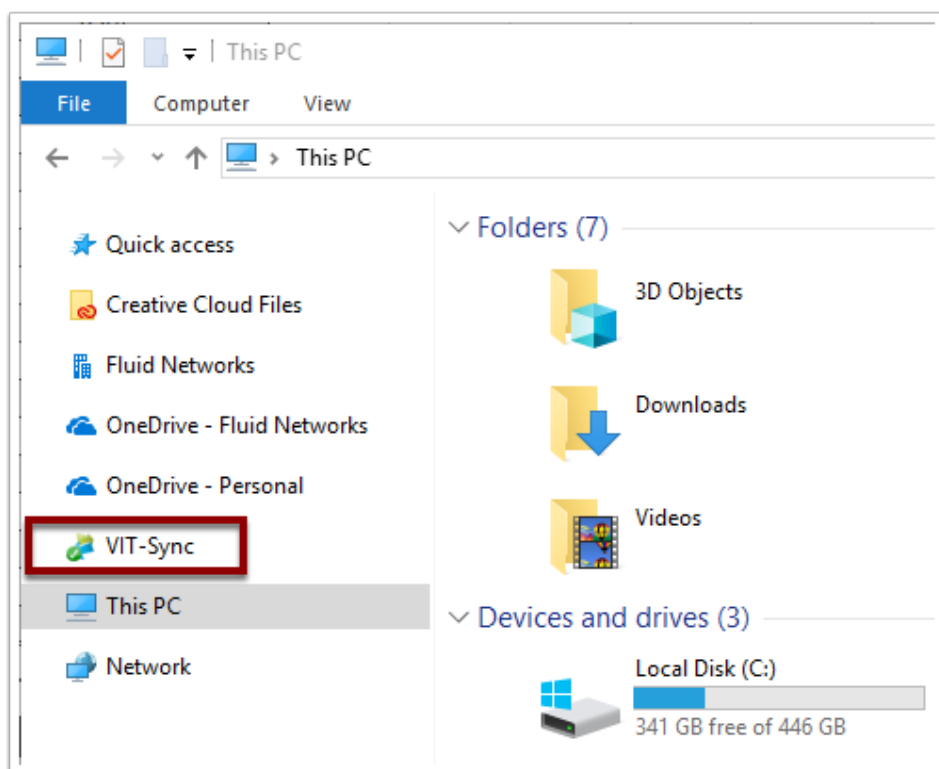 This PC
File Computer View
This PC
Quick access
Creative Cloud Files
Fluid Networks
OneDrive - Fluid Networks
OneDrive - Personal
VIT-Sync
This PC
Network
Folders (7)
3D Objects
Downloads
Videos
Devices and drives (3)
Local Disk (C:)
341 GB free of 446 GB